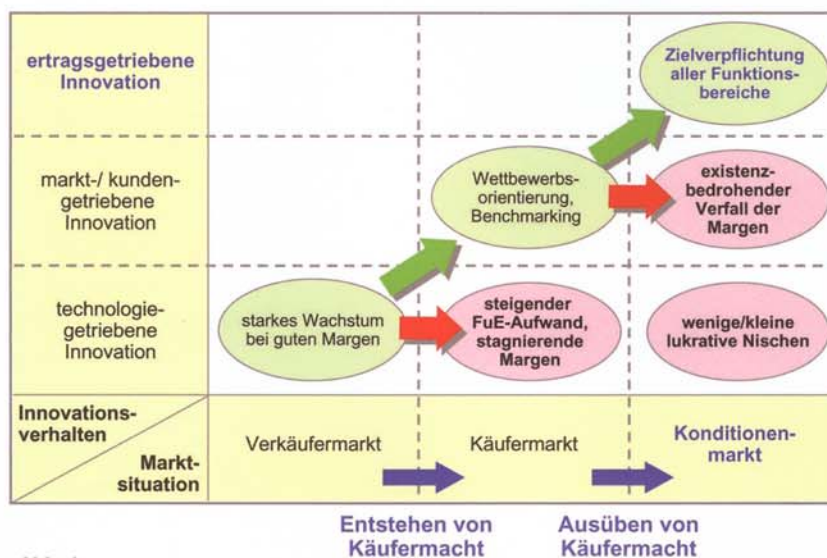 ertragsgetriebene
Innovation
Zielverpflichtung
aller Funktions-
bereiche
markt-/ kunden-
getriebene
Innovation
Wettbewerbs-
orientierung,
Benchmarking
existenz-
bedrohender
Verfall der
Margen
technologie-
getriebene
Innovation
starkes Wachstum
bei guten Margen
steigender
FuE-Aufwand,
stagnierende
Margen
wenige/kleine
lukrative Nischen
Innovations-
verhalten
Markt-
situation
Verkäufermarkt
Käufermarkt
Konditionen-
markt
Entstehen von
Käufermacht
Ausüben von
Käufermacht